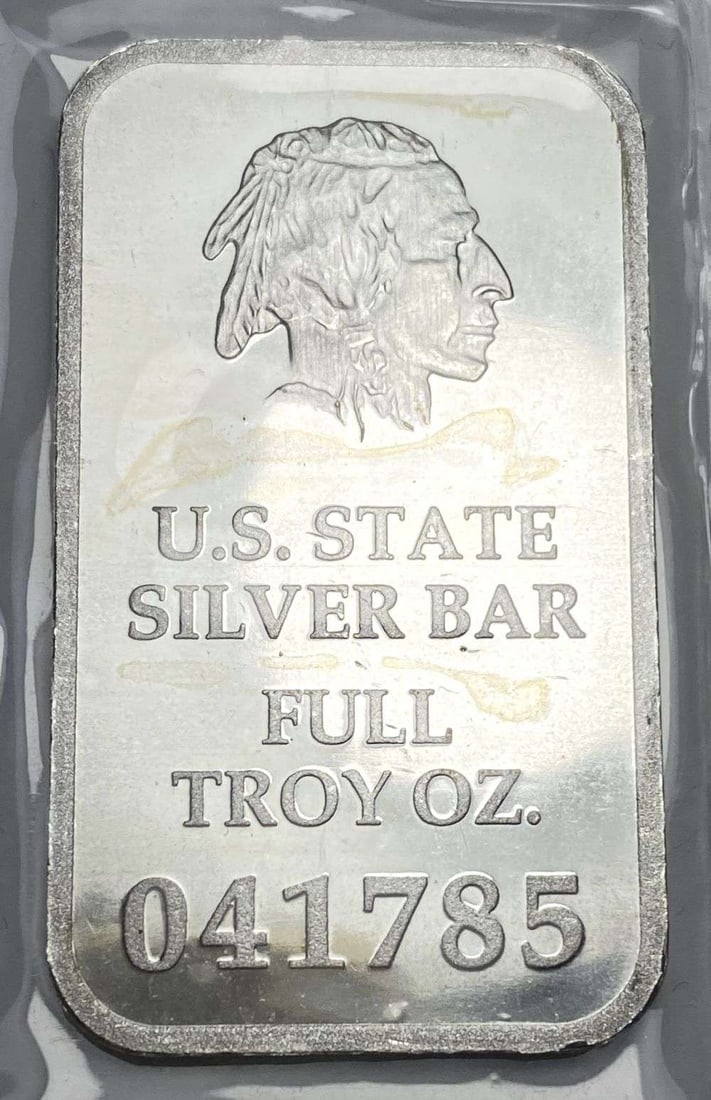 U.S. STATE
SILVER BAR
FULL
TROY OZ.
041785